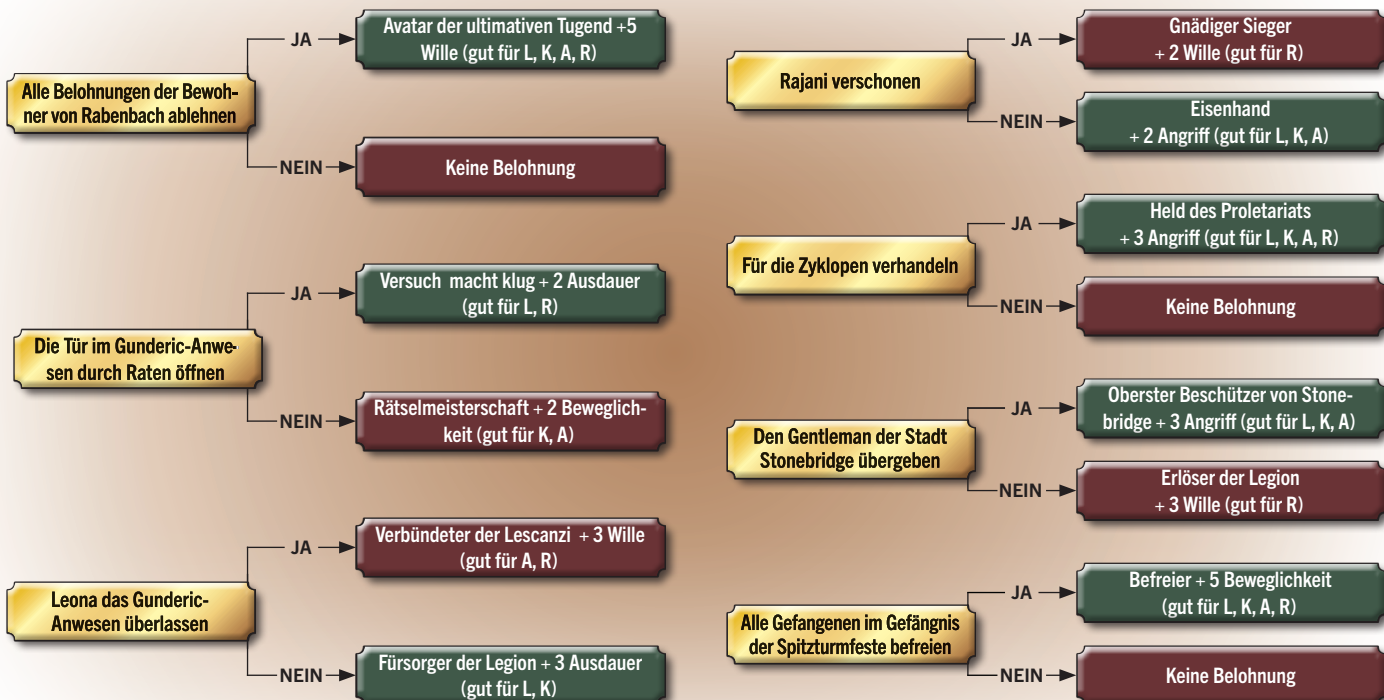 Alle Belohnungen der Bewoh-
ner von Rabenbach ablehnen
JA
Avatar der ultimativen Tugend +5
Wille (gut für L, K, A, R)
NEIN
Keine Belohnung
Die Tür im Gunderic-Anwe-
sen durch Raten öffnen
JA
Versuch macht klug + 2 Ausdauer
(gut für L, R)
NEIN
Rätselmeisterschaft + 2 Beweglich-
keit (gut für K, A)
Leona das Gunderic-
Anwesen überlassen
JA
Verbündeter der Lescanzi + 3 Wille
(gut für A, R)
NEIN
Fürsorger der Legion + 3 Ausdauer
(gut für L, K)
Rajani verschonen
JA
Gnädiger Sieger
+ 2 Wille (gut für R)
NEIN
Eisenhand
+ 2 Angriff (gut für L, K, A)
Für die Zyklopen verhandeln
JA
Held des Proletariats
+ 3 Angriff (gut für L, K, A, R)
NEIN
Keine Belohnung
Den Gentleman der Stadt
Stonebridge übergeben
JA
Oberster Beschützer von Stone-
bridge + 3 Angriff (gut für L, K, A)
NEIN
Erlöser der Legion
+ 3 Wille (gut für R)
Alle Gefangenen im Gefängnis
der Spitzturmfeste befreien
JA
Befreier + 5 Beweglichkeit
(gut für L, K, A, R)
NEIN
Keine Belohnung